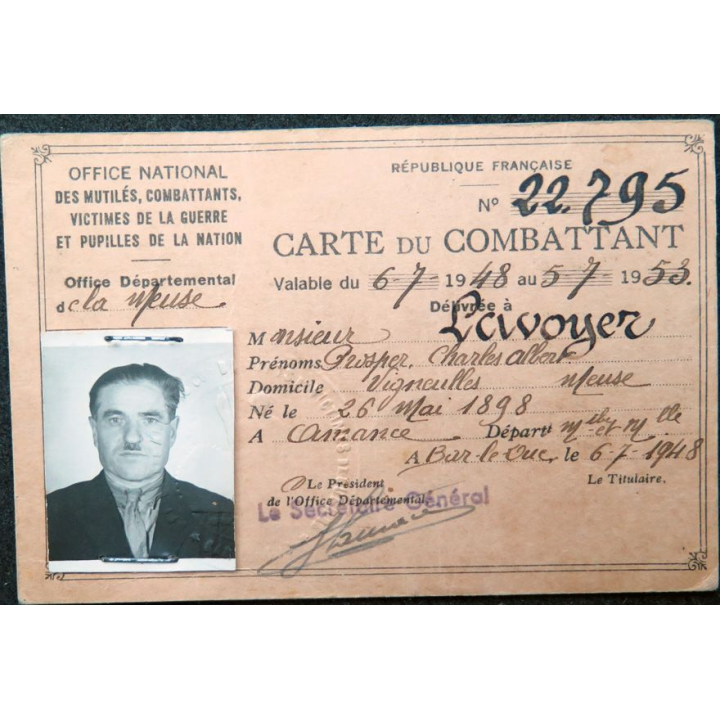 OFFICE NATIONAL
DES MUTILÉS, COMBATTANTS,
VICTIMES DE LA GUERRE
ET PUPILLES DE LA NATION
Office Départemental
de la Meuse
RÉPUBLIQUE FRANÇAISE
N° 22.795
CARTE DU COMBATTANT
Valable du 6-7 1948 au 5-7 1953.
Délivrée à
Monsieur Lavoyer
Prénoms Prosper, Charles Albert
Domicile Vigneulles Meuse
Né le 26 Mai 1898
A Amance Départt Mthe et Mlle
A Bar-le-Duc, le 6-7-1948
Le Président
de l'Office Départemental,
Le Titulaire.
Le Secrétaire Général